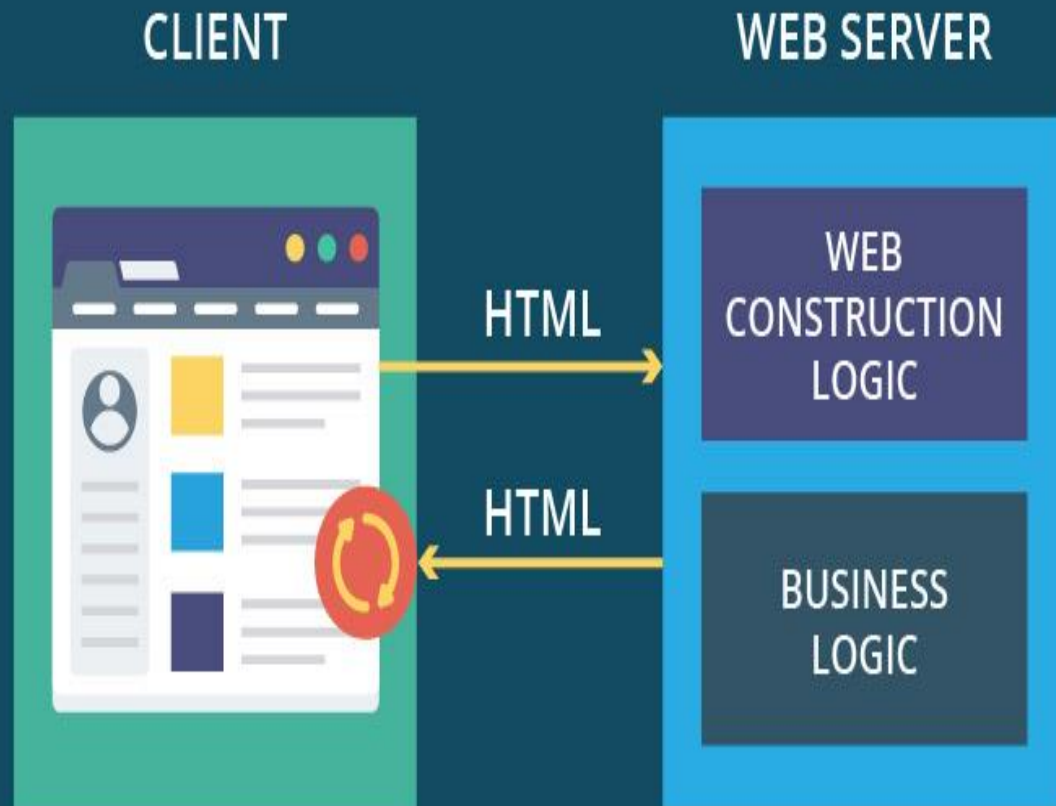 CLIENT
WEB SERVER
HTML
HTML
WEB
CONSTRUCTION
LOGIC
BUSINESS
LOGIC